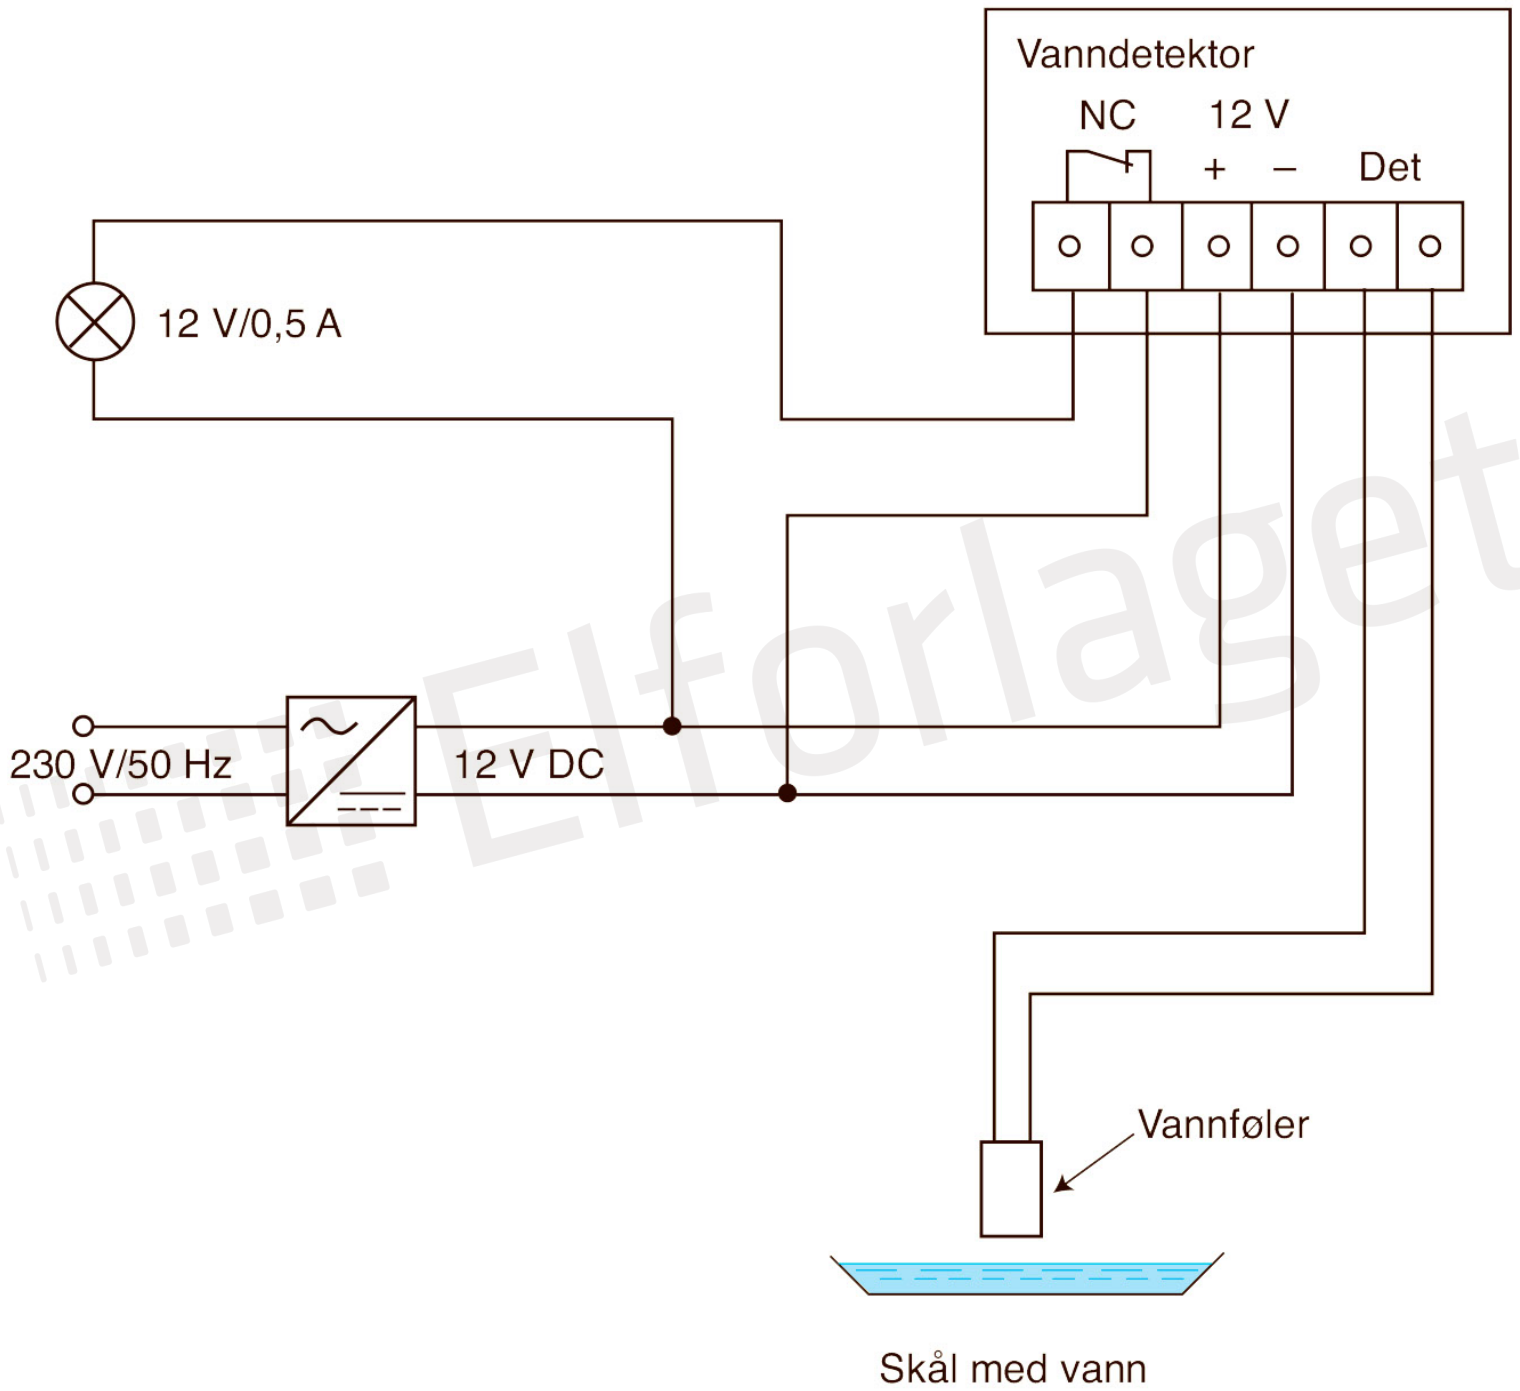 Vanndetektor
NC 12 V
+ – Det
12 V/0,5 A
230 V/50 Hz
12 V DC
Vannføler
Skål med vann
Elforlaget